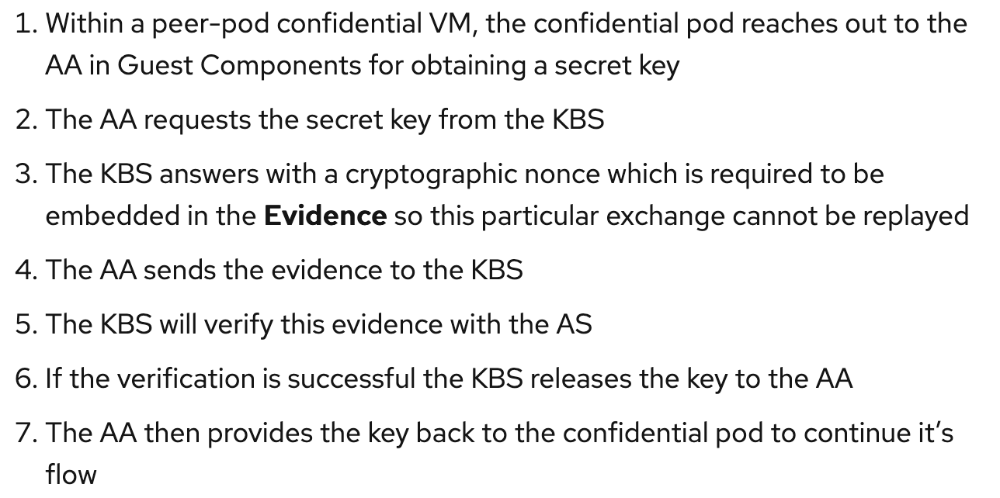 1. Within a peer-pod confidential VM, the confidential pod reaches out to the
AA in Guest Components for obtaining a secret key
2. The AA requests the secret key from the KBS
3. The KBS answers with a cryptographic nonce which is required to be
embedded in the Evidence so this particular exchange cannot be replayed
4. The AA sends the evidence to the KBS
5. The KBS will verify this evidence with the AS
6. If the verification is successful the KBS releases the key to the AA
7. The AA then provides the key back to the confidential pod to continue it’s
flow